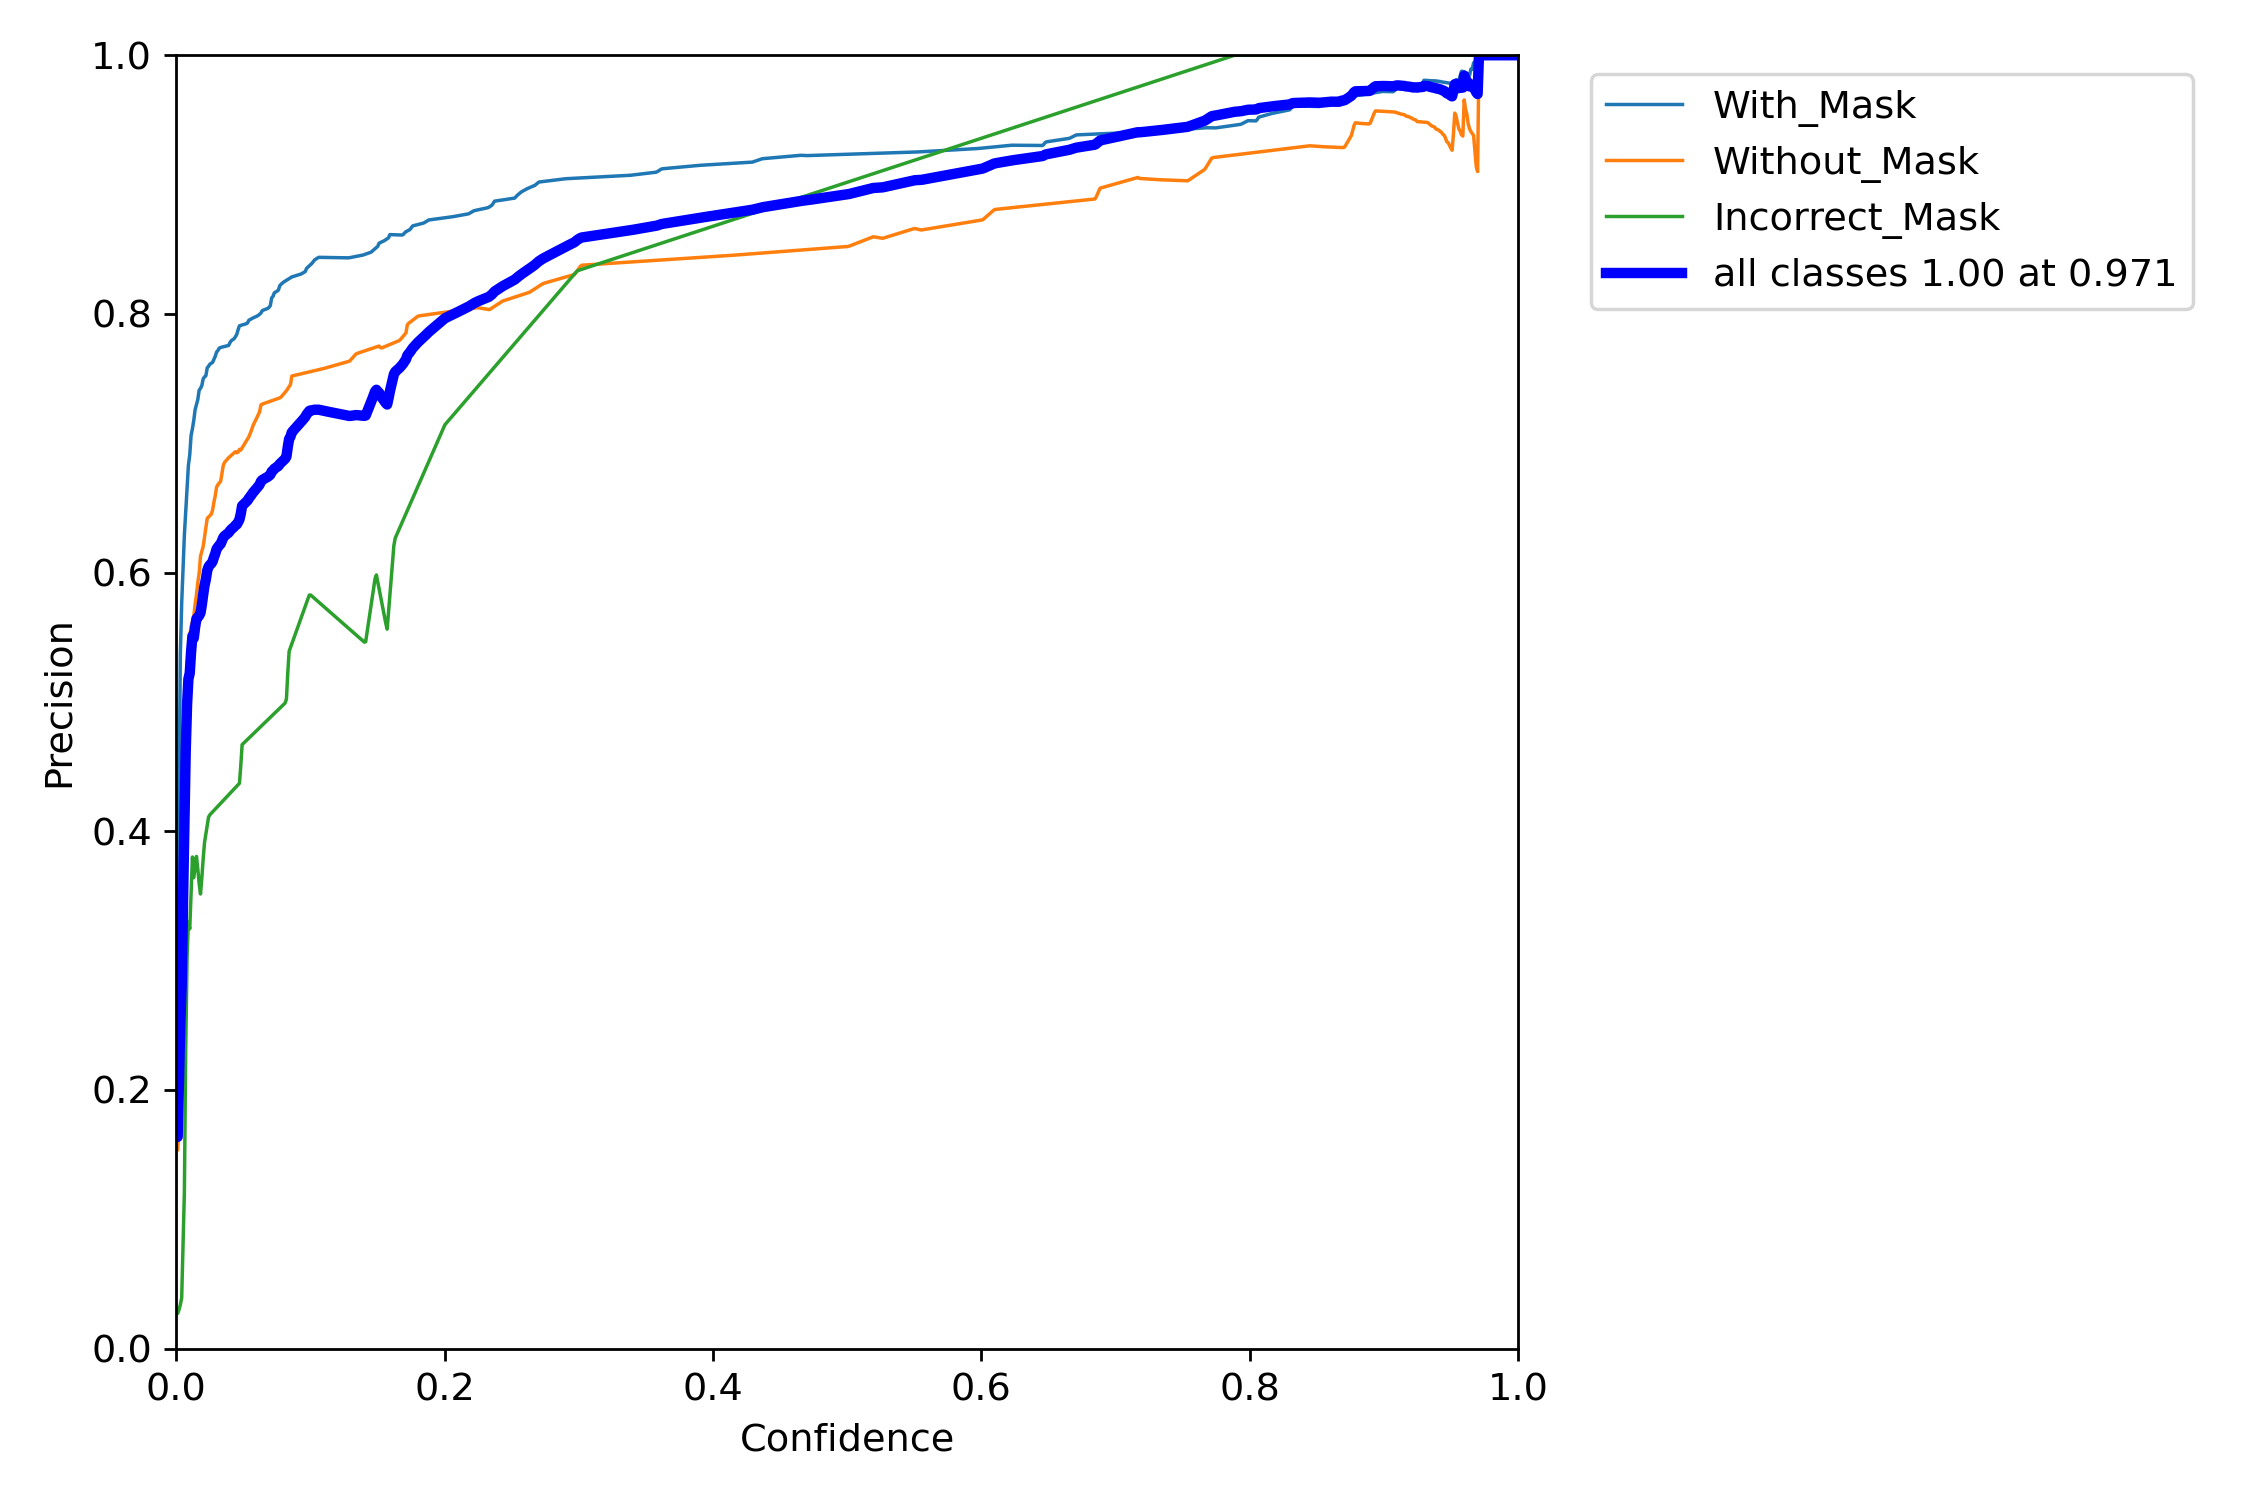 1.0
0.8
0.6
0.4
0.2
0.0
Precision
0.0 0.2 0.4 0.6 0.8 1.0
Confidence
With_Mask
Without_Mask
Incorrect_Mask
all classes 1.00 at 0.971